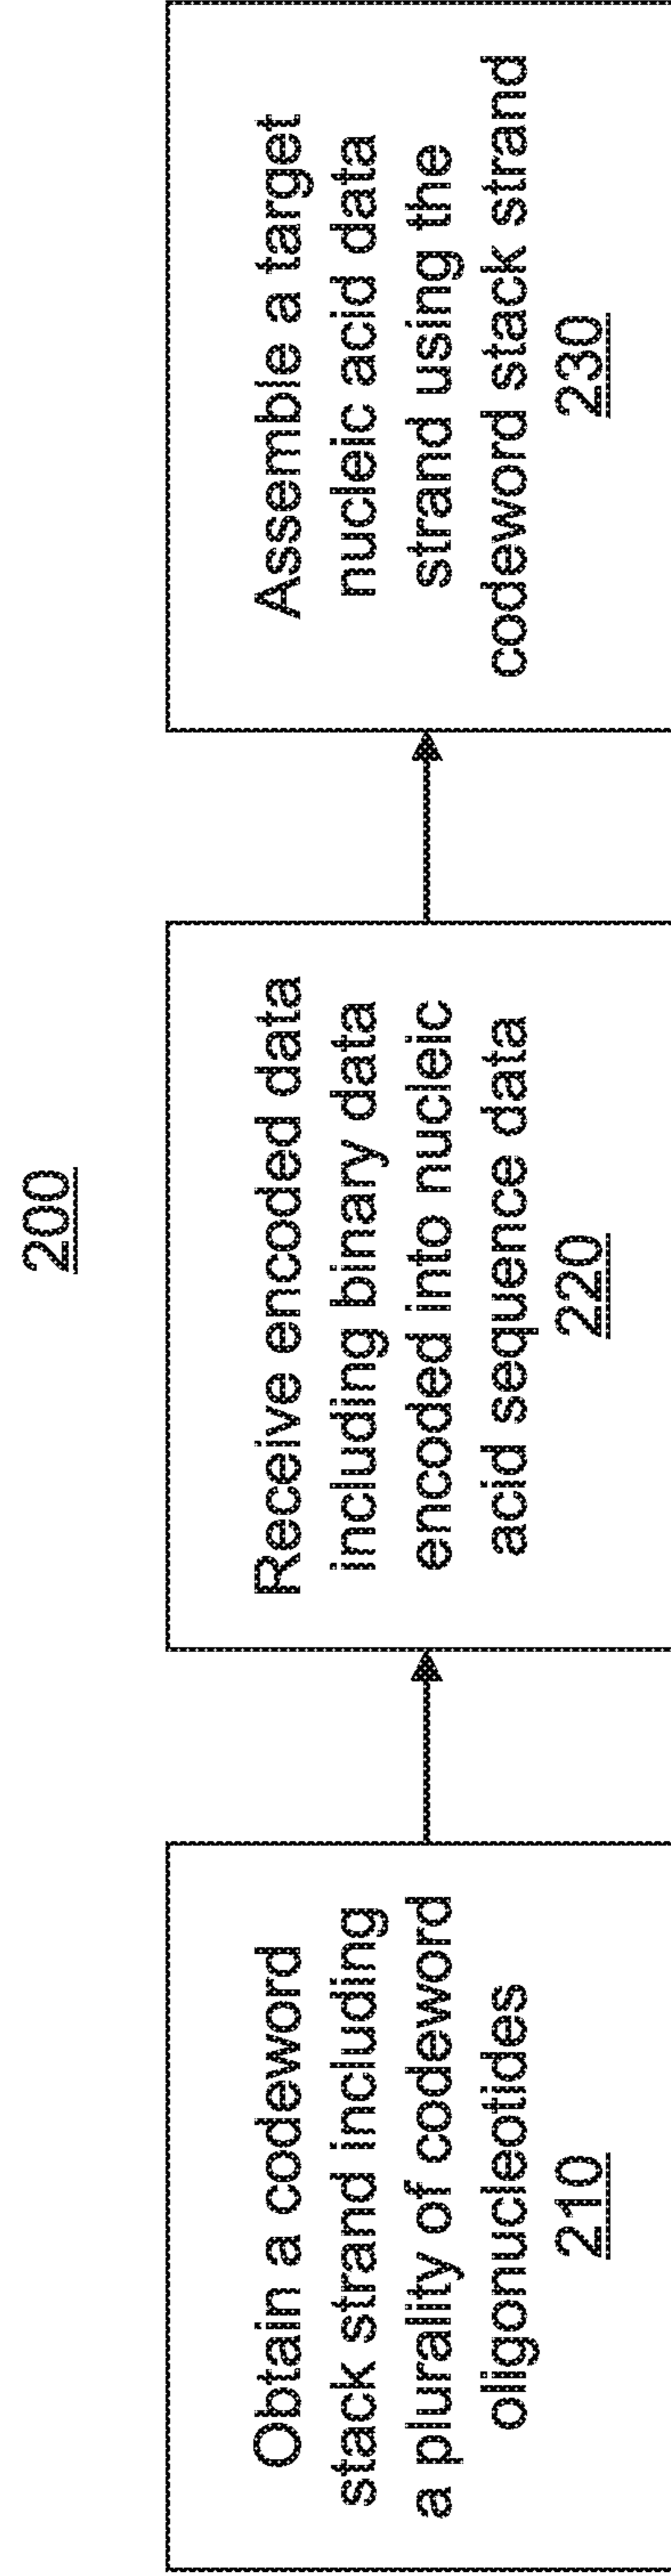 200
Obtain a codeword
stack strand including
a plurality of codeword
oligonucleotides
210
Receive encoded data
including binary data
encoded into nucleic
acid sequence data
220
Assemble a target
nucleic acid data
strand using the
codeword stack strand
230